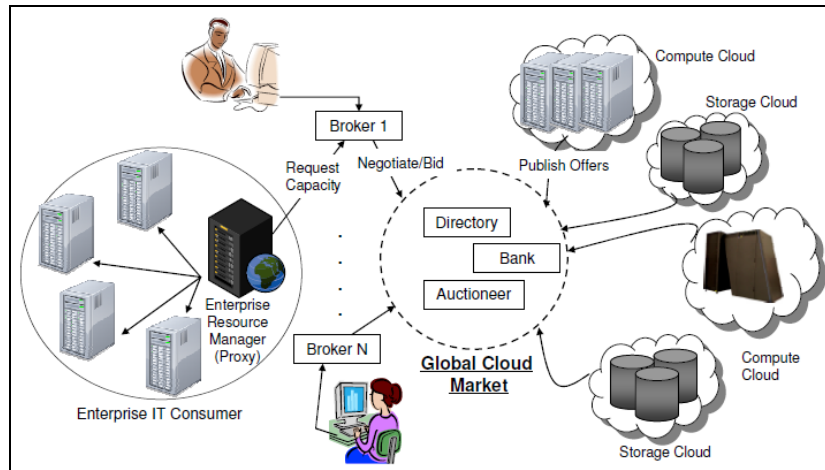 Compute Cloud
Storage Cloud
Broker 1
Negotiate/Bid
Request
Capacity
Publish Offers
Directory
Bank
Auctioneer
Enterprise
Resource
Manager
(Proxy)
Broker N
Global Cloud
Market
Enterprise IT Consumer
Compute
Cloud
Storage Cloud